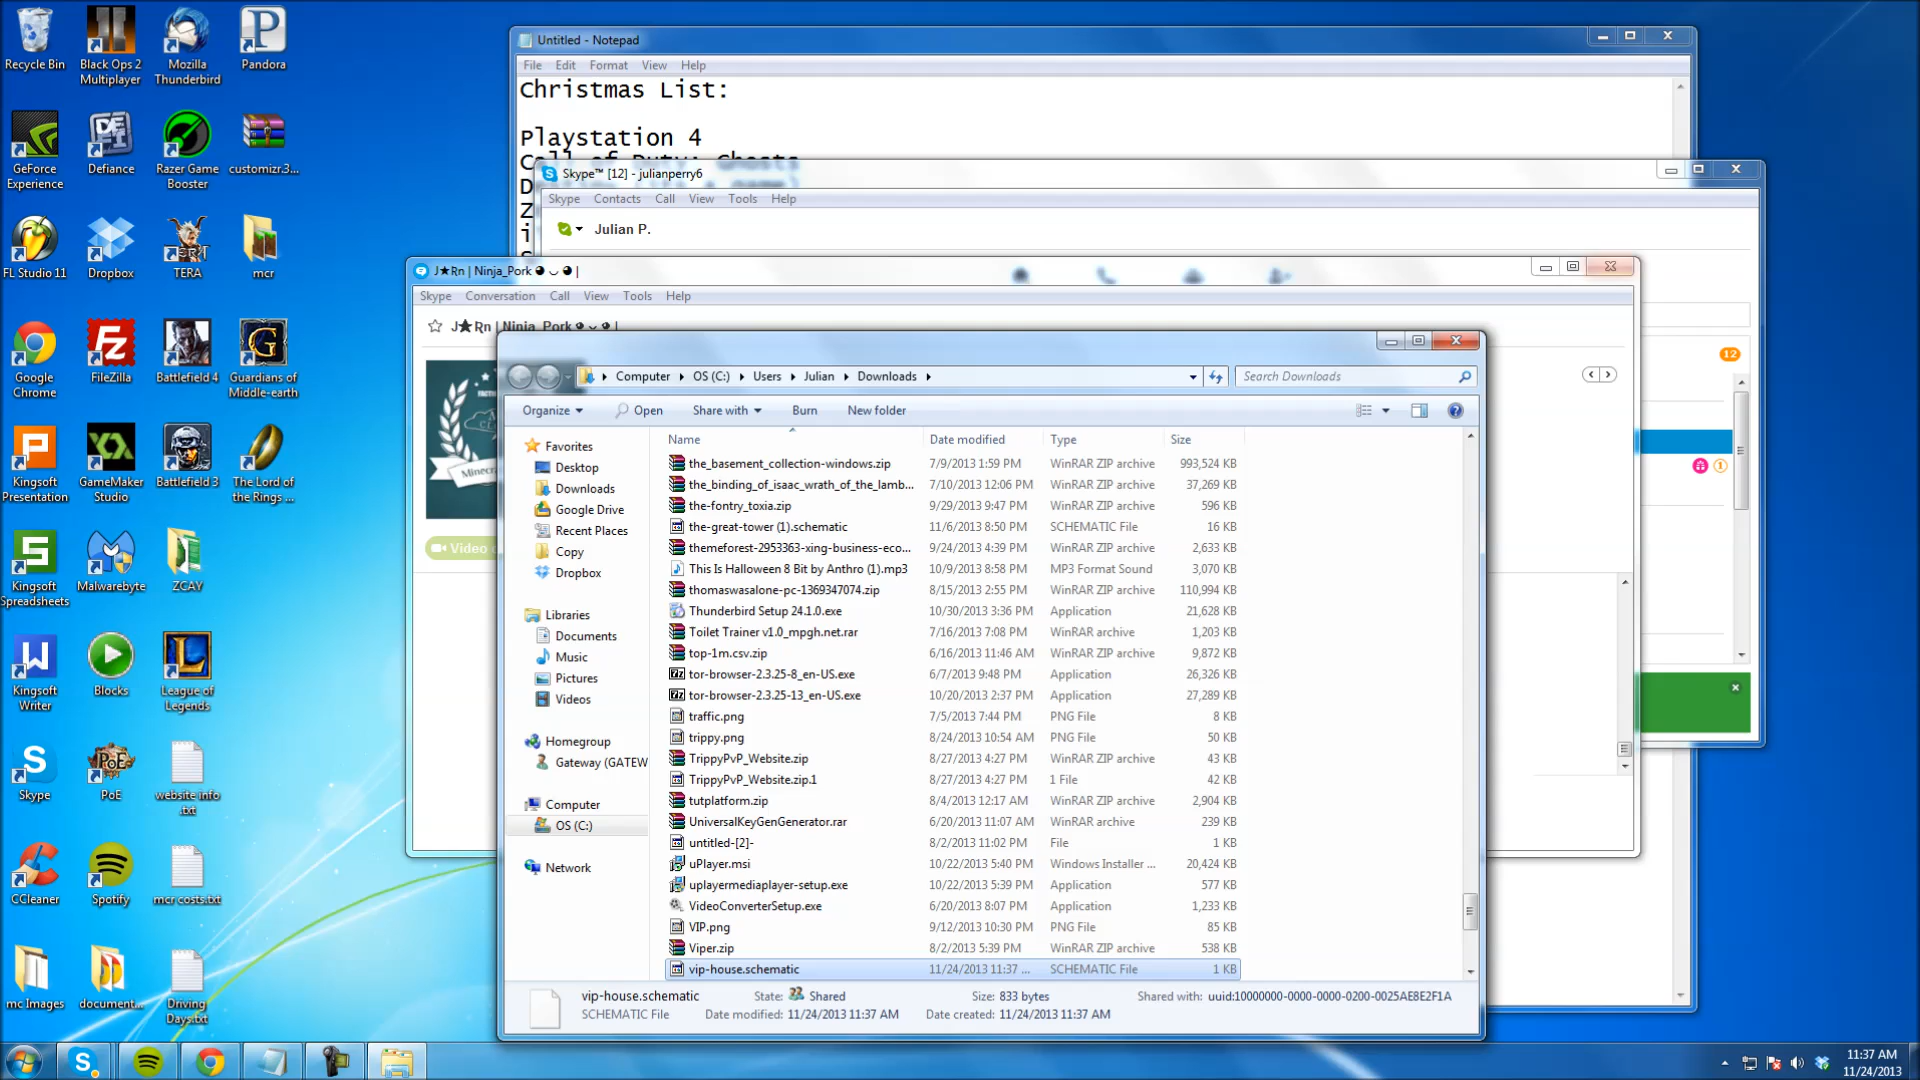 Recycle Bin
Black Ops 2
Multiplayer
Mozilla
Thunderbird
Pandora
GeForce
Experience
Defiance
Razer Game
Booster
customizr.3...
FL Studio 11
Dropbox
TERA
mcr
Google
Chrome
FileZilla
Battlefield 4
Guardians of
Middle-earth
Kingsoft
Presentation
GameMaker
Studio
Battlefield 3
The Lord of
the Rings ...
Kingsoft
Spreadsheets
Malwarebyte
ZCAY
Kingsoft
Writer
Blocks
League of
Legends
Skype
PoE
website info
.txt
CCleaner
Spotify
mcr costs.txt
mc Images
document...
Driving
Days.txt
Untitled - Notepad
File Edit Format View Help
Christmas List:
Playstation 4
Call of Duty: Ghosts
Skype™ [12] - julianperry6
Skype Contacts Call View Tools Help
Julian P.
12
1
J★Rn | Ninja_Pork ◕ ◡ ◕ |
Skype Conversation Call View Tools Help
J★Rn | Ninja_Pork ◕ ◡ ◕ |
Video
Computer OS (C:) Users Julian Downloads
Search Downloads
Organize Open Share with Burn New folder
Favorites
Desktop
Downloads
Google Drive
Recent Places
Copy
Dropbox
Libraries
Documents
Music
Pictures
Videos
Homegroup
Gateway (GATEW
Computer
OS (C:)
Network
Name Date modified Type Size
the_basement_collection-windows.zip 7/9/2013 1:59 PM WinRAR ZIP archive 993,524 KB
the_binding_of_isaac_wrath_of_the_lamb... 7/10/2013 12:06 PM WinRAR ZIP archive 37,269 KB
the-fontry_toxia.zip 9/29/2013 9:47 PM WinRAR ZIP archive 596 KB
the-great-tower (1).schematic 11/6/2013 8:50 PM SCHEMATIC File 16 KB
themeforest-2953363-xing-business-eco... 9/24/2013 4:39 PM WinRAR ZIP archive 2,633 KB
This Is Halloween 8 Bit by Anthro (1).mp3 10/9/2013 8:58 PM MP3 Format Sound 3,070 KB
thomaswasalone-pc-1369347074.zip 8/15/2013 2:55 PM WinRAR ZIP archive 110,994 KB
Thunderbird Setup 24.1.0.exe 10/30/2013 3:36 PM Application 21,628 KB
Toilet Trainer v1.0_mpgh.net.rar 7/16/2013 7:08 PM WinRAR archive 1,203 KB
top-1m.csv.zip 6/16/2013 11:46 AM WinRAR ZIP archive 9,872 KB
tor-browser-2.3.25-8_en-US.exe 6/7/2013 9:48 PM Application 26,326 KB
tor-browser-2.3.25-13_en-US.exe 10/20/2013 2:37 PM Application 27,289 KB
traffic.png 7/5/2013 7:44 PM PNG File 8 KB
trippy.png 8/24/2013 10:54 AM PNG File 50 KB
TrippyPvP_Website.zip 8/27/2013 4:27 PM WinRAR ZIP archive 43 KB
TrippyPvP_Website.zip.1 8/27/2013 4:27 PM 1 File 42 KB
tutplatform.zip 8/4/2013 12:17 AM WinRAR ZIP archive 2,904 KB
UniversalKeyGenGenerator.rar 6/20/2013 11:07 AM WinRAR archive 239 KB
untitled-[2]- 8/2/2013 11:02 PM File 1 KB
uPlayer.msi 10/22/2013 5:40 PM Windows Installer ... 20,424 KB
uplayermediaplayer-setup.exe 10/22/2013 5:39 PM Application 577 KB
VideoConverterSetup.exe 6/20/2013 8:07 PM Application 1,233 KB
VIP.png 9/12/2013 10:30 PM PNG File 85 KB
Viper.zip 8/2/2013 5:39 PM WinRAR ZIP archive 538 KB
vip-house.schematic 11/24/2013 11:37 ... SCHEMATIC File 1 KB
vip-house.schematic State: Shared Size: 833 bytes Shared with: uuid:10000000-0000-0000-0200-0025AE8E2F1A
SCHEMATIC File Date modified: 11/24/2013 11:37 AM Date created: 11/24/2013 11:37 AM
11:37 AM
11/24/2013